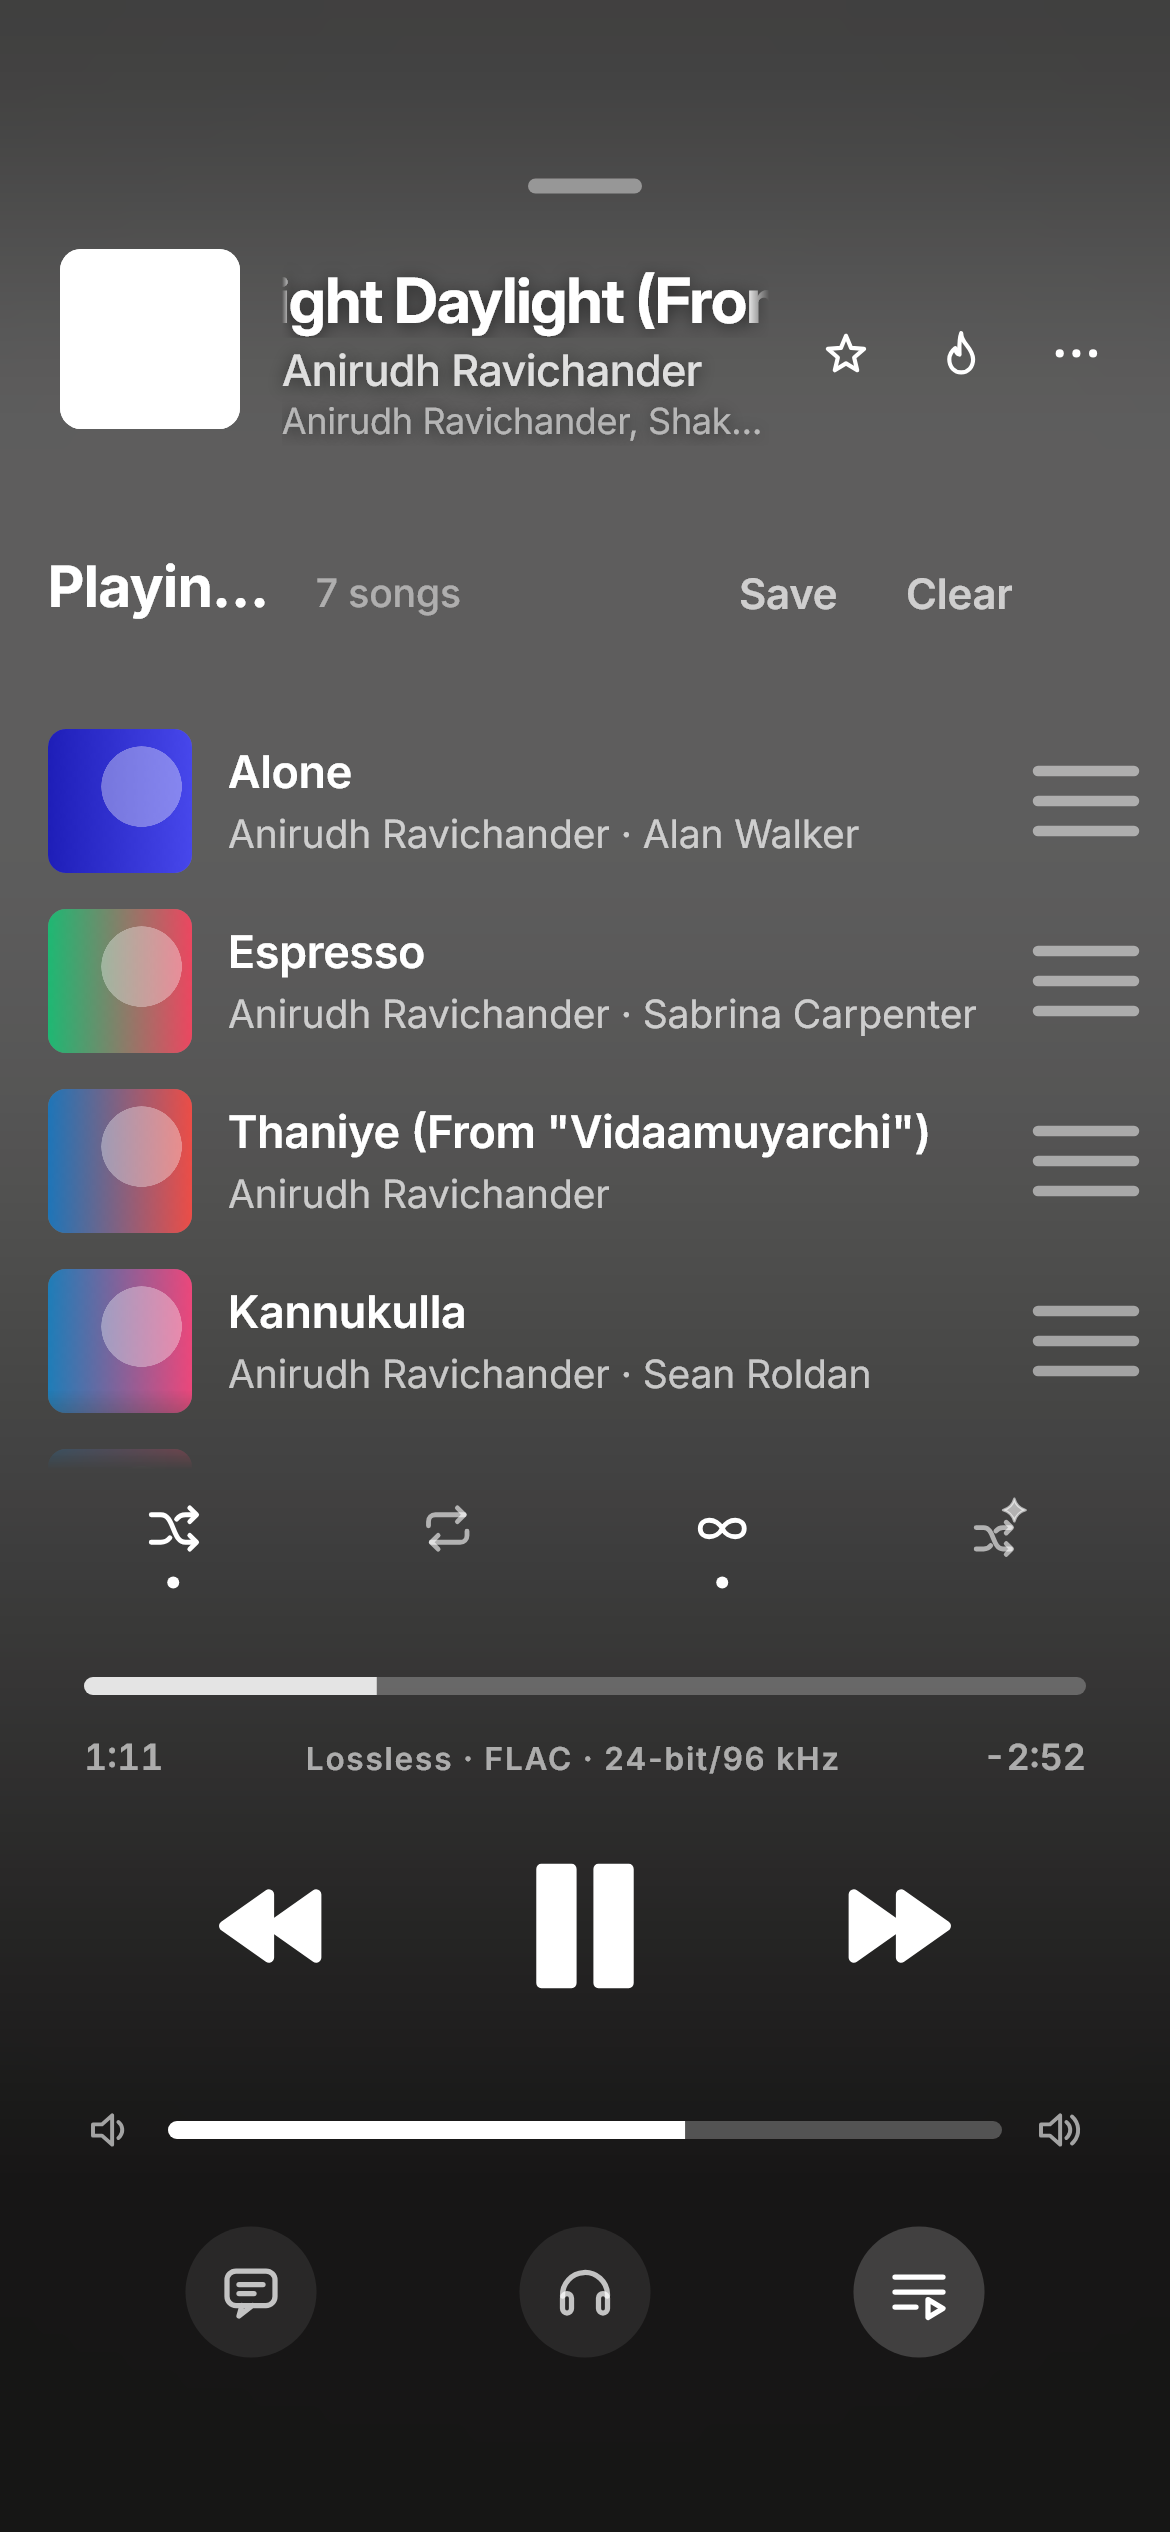 ght Daylight (Fror
Anirudh Ravichander
Anirudh Ravichander, Shak...
Playin... 7 songs Save Clear
Alone
Anirudh Ravichander · Alan Walker
Espresso
Anirudh Ravichander · Sabrina Carpenter
Thaniye (From "Vidaamuyarchi")
Anirudh Ravichander
Kannukulla
Anirudh Ravichander · Sean Roldan
1:11 Lossless · FLAC · 24-bit/96 kHz -2:52